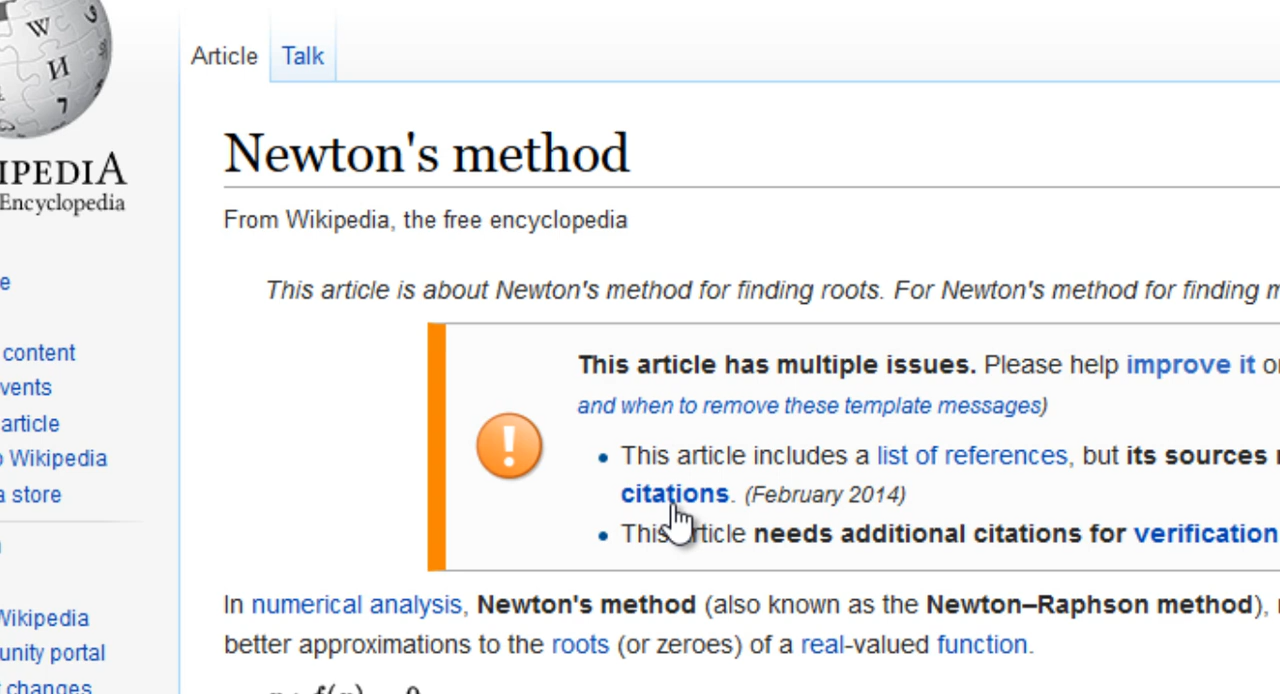 Article Talk
IPEDIA
Encyclopedia
Newton's method
From Wikipedia, the free encyclopedia
This article is about Newton's method for finding roots. For Newton's method for finding
This article has multiple issues. Please help improve it
and when to remove these template messages)
This article includes a list of references, but its sources
citations. (February 2014)
This article needs additional citations for verification
content
vents
article
Wikipedia
a store
Wikipedia
unity portal
changes
In numerical analysis, Newton's method (also known as the Newton–Raphson method),
better approximations to the roots (or zeroes) of a real-valued function.